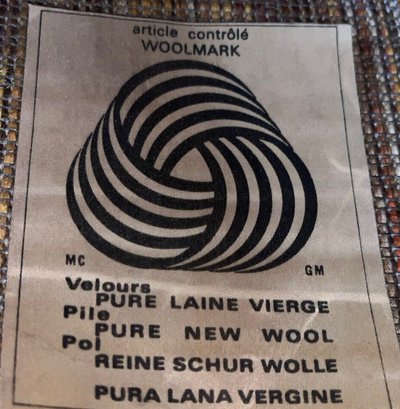 article contrôlé
WOOLMARK
MC
GM
Velours
PURE LAINE VIERGE
Pile
PURE NEW WOOL
Poi
REINE SCHUR WOLLE
PURA LANA VERGINE